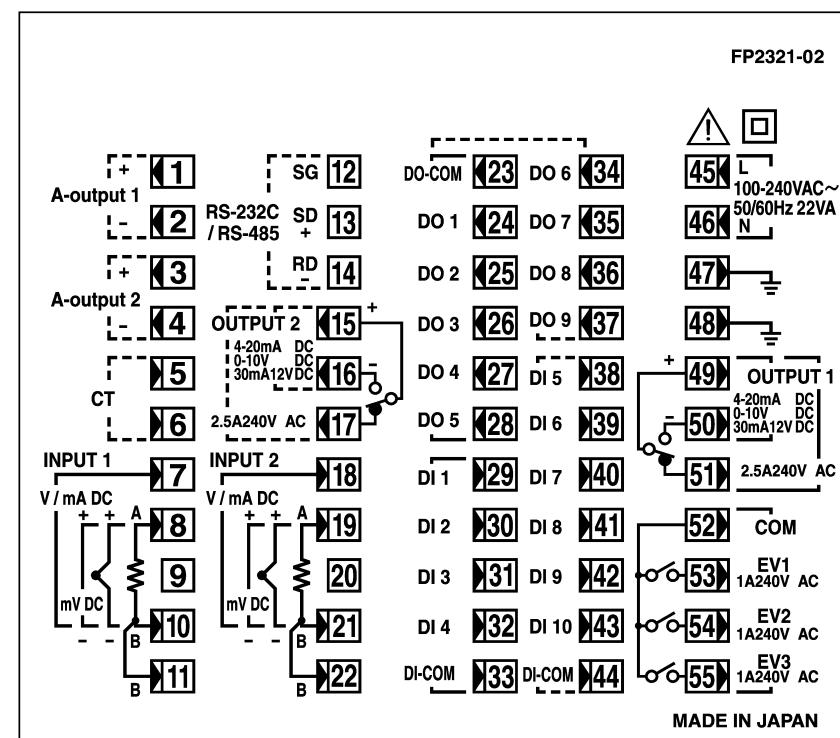 FP2321-02
+ 1 SG 12 DO-COM 23 DO 6 34 45 L
A-output 1 100-240VAC~
- 2 RS-232C SD 13 DO 1 24 DO 7 35 46 50/60Hz 22VA
/ RS-485 + N
+ 3 RD 14 DO 2 25 DO 8 36 47
A-output 2 -
- 4 OUTPUT 2 15 + DO 3 26 DO 9 37 48
4-20mA DC
0-10V DC
30mA12V DC
5 16 - DO 4 27 DI 5 38 + 49 OUTPUT 1
CT 4-20mA DC
0-10V DC
30mA12V DC
6 2.5A240V AC 17 DO 5 28 DI 6 39 - 50
INPUT 1 7 INPUT 2 18 DI 1 29 DI 7 40 51 2.5A240V AC
V / mA DC V / mA DC
+ + A 8 + + A 19 DI 2 30 DI 8 41 52 COM
9 20 DI 3 31 DI 9 42 53 EV1
1A240V AC
mV DC mV DC
- - B 10 - - B 21 DI 4 32 DI 10 43 54 EV2
1A240V AC
B 11 B 22 DI-COM 33 DI-COM 44 55 EV3
1A240V AC
MADE IN JAPAN